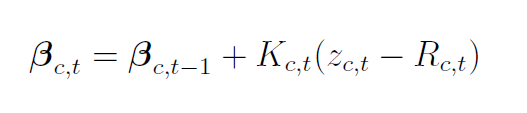 𝜷_{c,t} = 𝜷_{c,t−1} + K_{c,t}(z_{c,t} − R_{c,t})